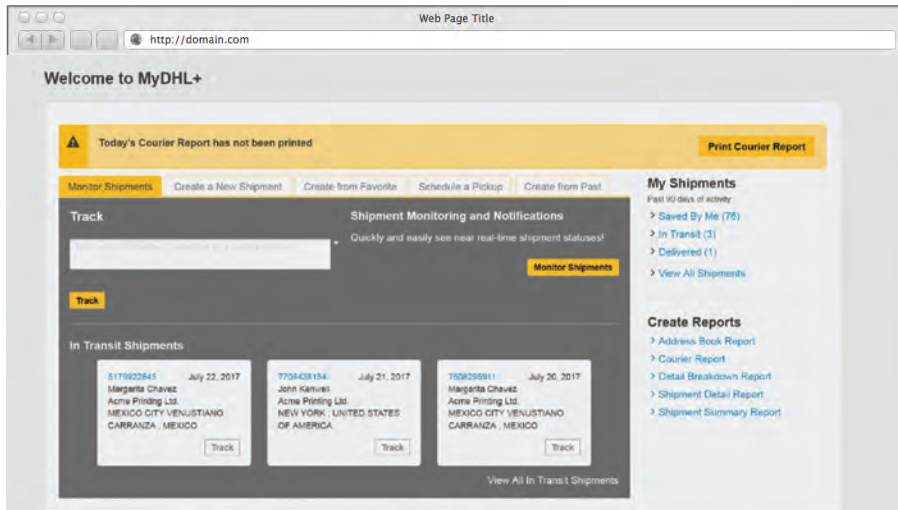 Web Page Title
http://domain.com
Welcome to MyDHL+
Today's Courier Report has not been printed
Print Courier Report
Monitor Shipments
Create a New Shipment
Create from Favorite
Schedule a Pickup
Create from Past
Track
Shipment Monitoring and Notifications
Quickly and easily see near real-time shipment statuses!
Monitor Shipments
Track
In Transit Shipments
July 22, 2017
Margarita Chavez
Acme Printing Ltd.
MEXICO CITY VENUSTIANO
CARRANZA , MEXICO
Track
July 21, 2017
John
Acme Printing Ltd.
NEW YORK , UNITED STATES
OF AMERICA
Track
July 20, 2017
Margarita Chavez
Acme Printing Ltd.
MEXICO CITY VENUSTIANO
CARRANZA , MEXICO
Track
View All In Transit Shipments
My Shipments
Past 90 days of activity
Saved By Me (76)
In Transit (3)
Delivered (1)
View All Shipments
Create Reports
Address Book Report
Courier Report
Detail Breakdown Report
Shipment Detail Report
Shipment Summary Report